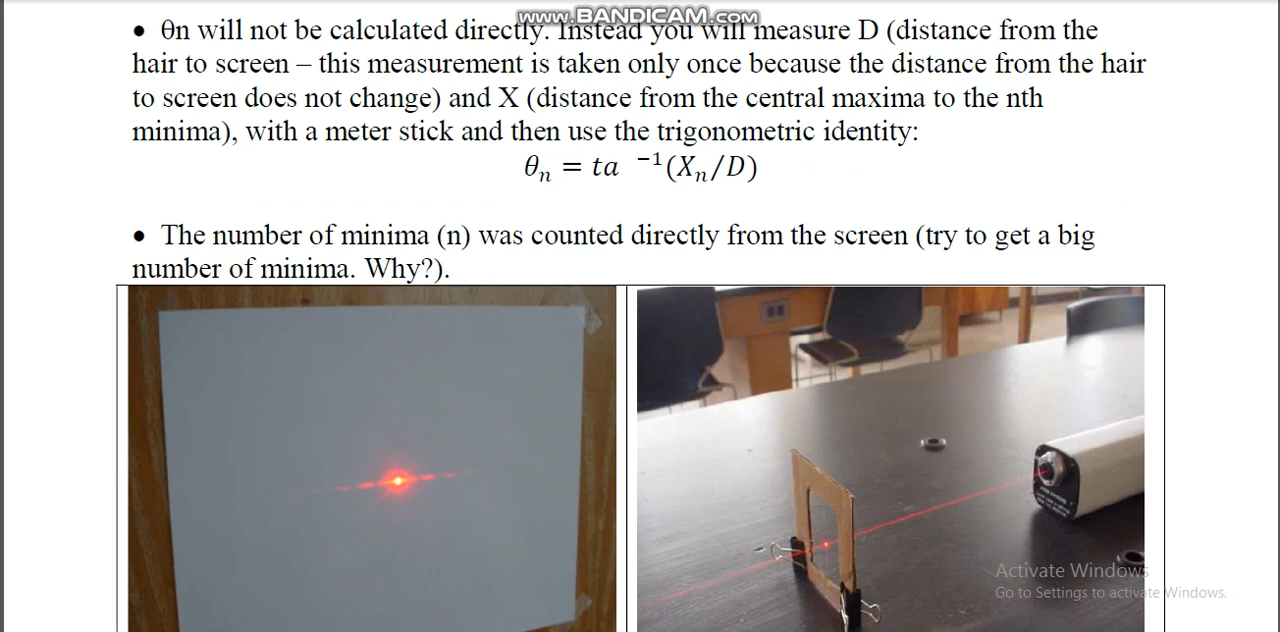 www.BANDICAM.com
• θn will not be calculated directly. Instead you will measure D (distance from the
hair to screen – this measurement is taken only once because the distance from the hair
to screen does not change) and X (distance from the central maxima to the nth
minima), with a meter stick and then use the trigonometric identity:
θₙ = ta ⁻¹(Xₙ/D)
• The number of minima (n) was counted directly from the screen (try to get a big
number of minima. Why?).
Activate Windows
Go to Settings to activate Windows.